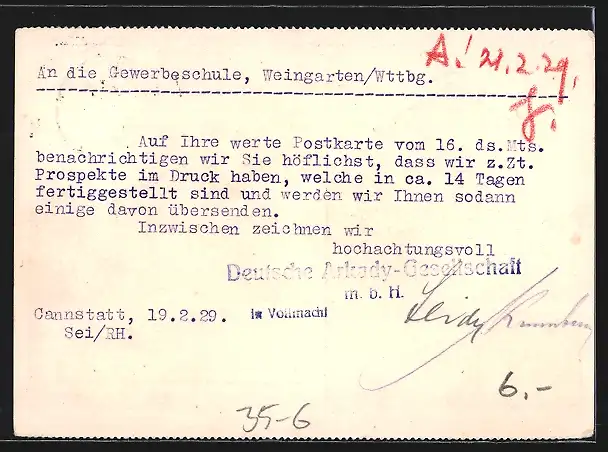 A! 21.2.29.
An die Gewerbeschule, Weingarten/Wttbg.
Auf Ihre werte Postkarte vom 16. ds.Mts.
benachrichtigen wir Sie höflichst, dass wir z.Zt.
Prospekte im Druck haben, welche in ca. 14 Tagen
fertiggestellt sind und werden wir Ihnen sodann
einige davon übersenden.
Inzwischen zeichnen wir
hochachtungsvoll
Deutsche Arkady-Gesellschaft
m. b. H.
Cannstatt, 19.2.29. In Vollmacht
Sei/RH.
6.-
35-6